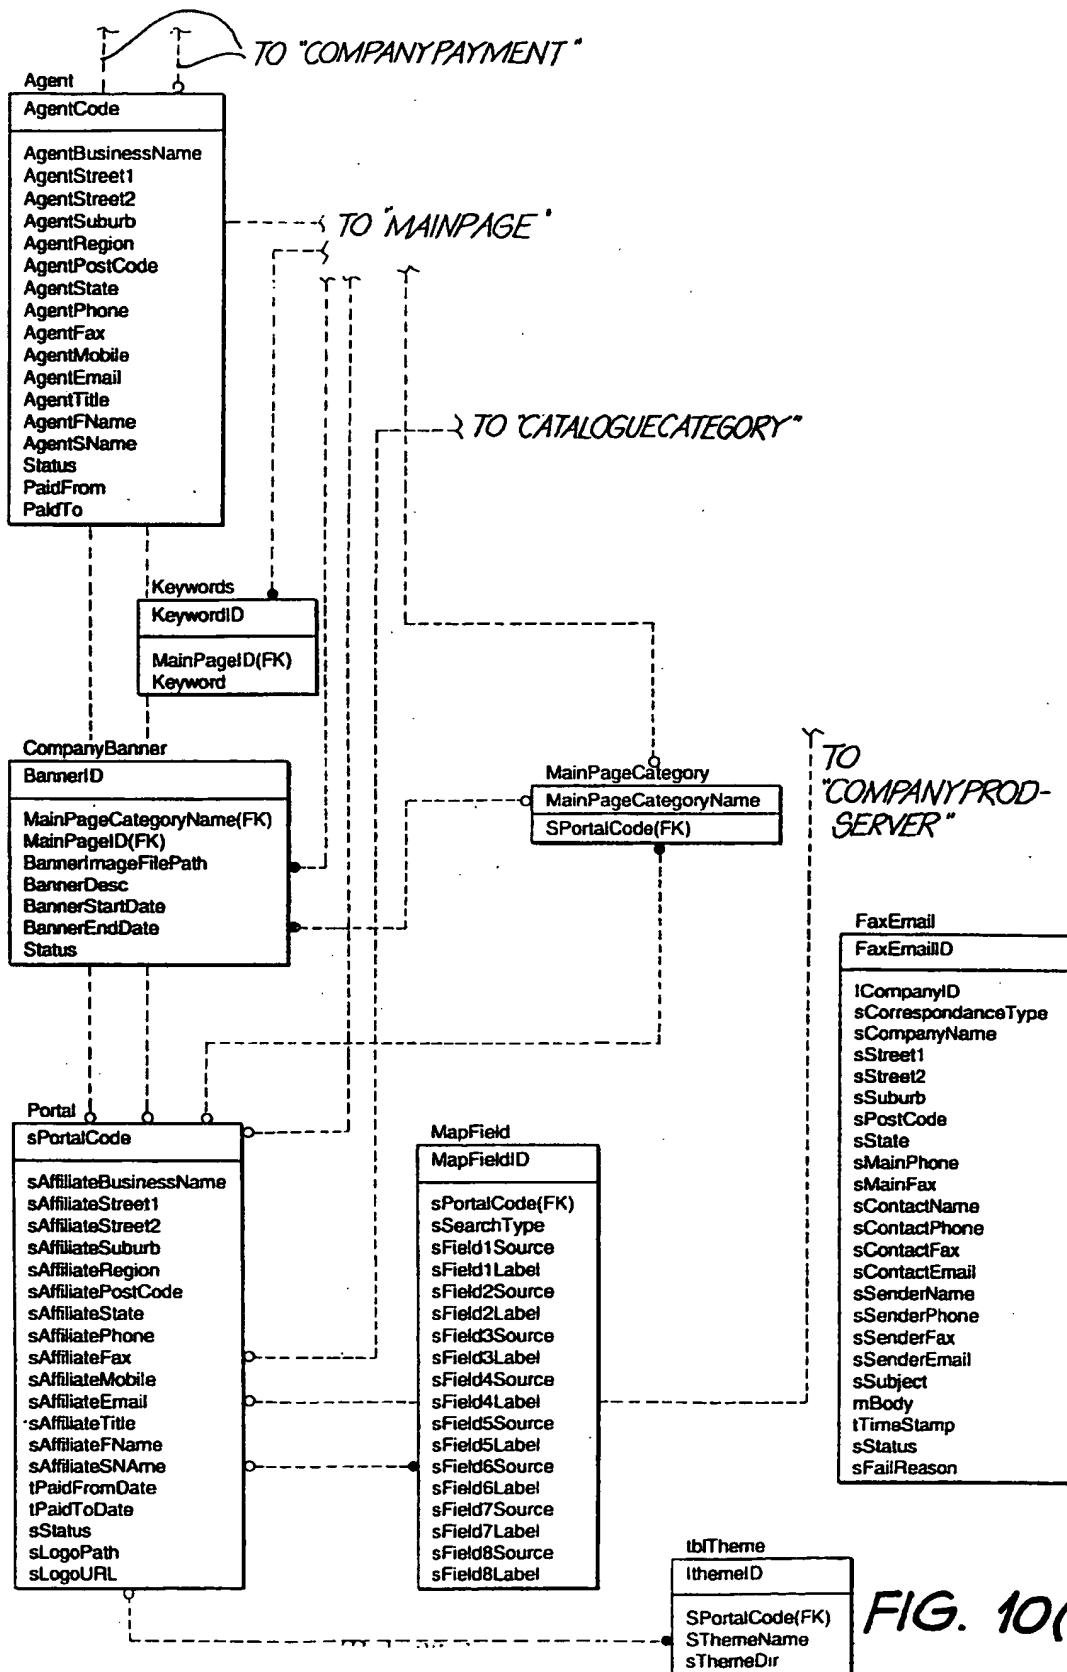 TO "COMPANYPAYMENT"
Agent
AgentCode
AgentBusinessName
AgentStreet1
AgentStreet2
AgentSuburb
AgentRegion
AgentPostCode
AgentState
AgentPhone
AgentFax
AgentMobile
AgentEmail
AgentTitle
AgentFName
AgentSName
Status
PaidFrom
PaidTo
TO "MAINPAGE"
TO "CATALOGUECATEGORY"
Keywords
KeywordID
MainPageID(FK)
Keyword
CompanyBanner
BannerID
MainPageCategoryName(FK)
MainPageID(FK)
BannerImageFilePath
BannerDesc
BannerStartDate
BannerEndDate
Status
MainPageCategory
MainPageCategoryName
SPortalCode(FK)
TO
"COMPANYPROD-
SERVER"
FaxEmail
FaxEmailID
lCompanyID
sCorrespondanceType
sCompanyName
sStreet1
sStreet2
sSuburb
sPostCode
sState
sMainPhone
sMainFax
sContactName
sContactPhone
sContactFax
sContactEmail
sSenderName
sSenderPhone
sSenderFax
sSenderEmail
sSubject
mBody
tTimeStamp
sStatus
sFailReason
Portal
sPortalCode
sAffiliateBusinessName
sAffiliateStreet1
sAffiliateStreet2
sAffiliateSuburb
sAffiliateRegion
sAffiliatePostCode
sAffiliateState
sAffiliatePhone
sAffiliateFax
sAffiliateMobile
sAffiliateEmail
sAffiliateTitle
sAffiliateFName
sAffiliateSNAme
tPaidFromDate
tPaidToDate
sStatus
sLogoPath
sLogoURL
MapField
MapFieldID
sPortalCode(FK)
sSearchType
sField1Source
sField1Label
sField2Source
sField2Label
sField3Source
sField3Label
sField4Source
sField4Label
sField5Source
sField5Label
sField6Source
sField6Label
sField7Source
sField7Label
sField8Source
sField8Label
tblTheme
lthemeID
SPortalCode(FK)
SThemeName
sThemeDir
FIG. 10(